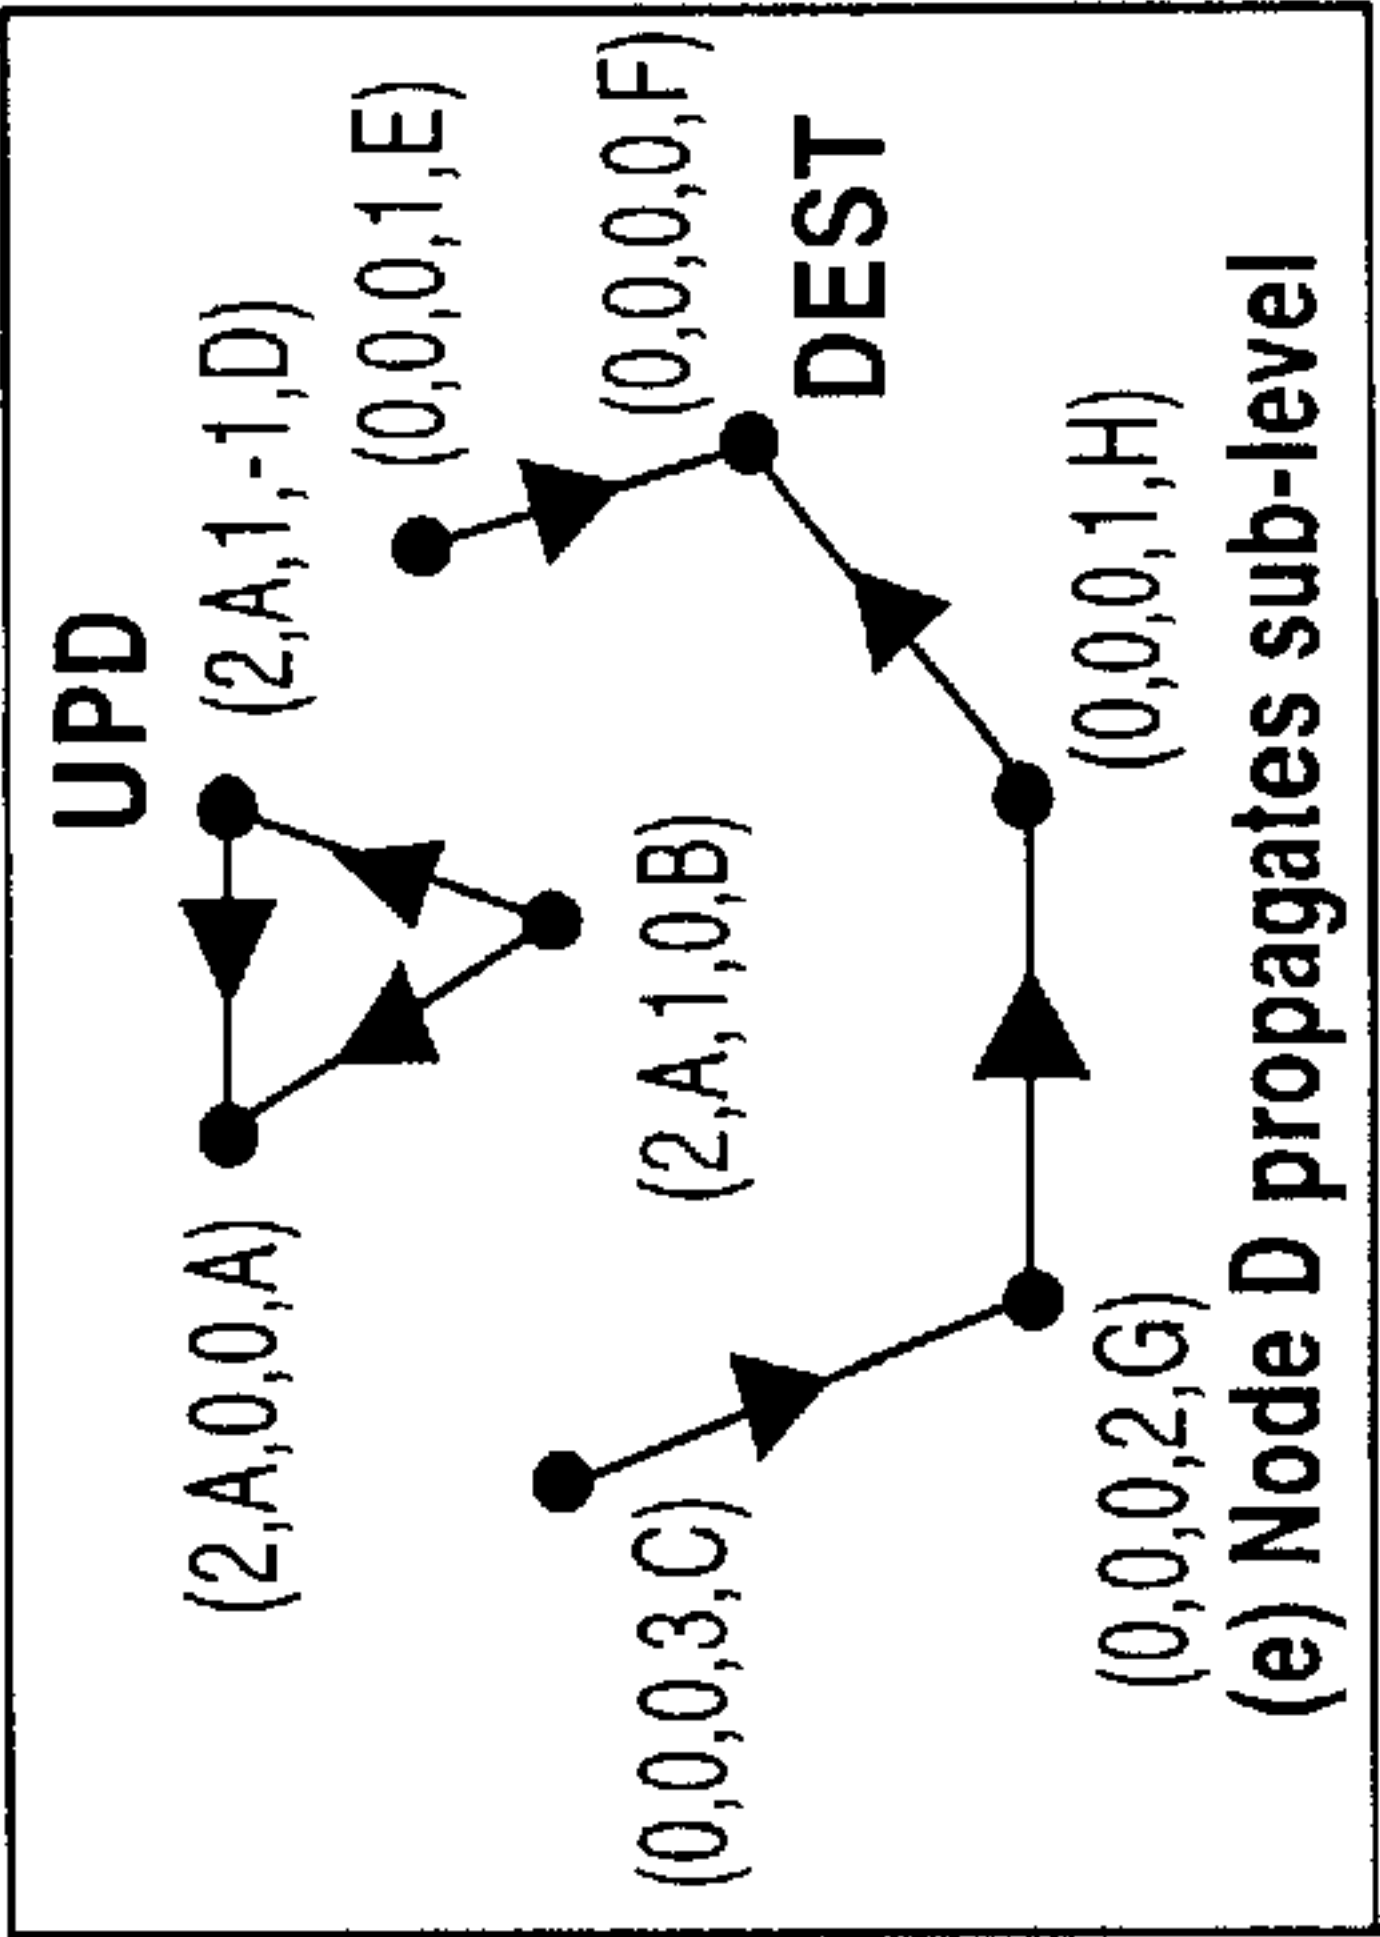 UPD
(2,A,0,0,A)
(2,A,1,-1,D)
(0,0,0,1,E)
(0,0,0,3,C)
(2,A,1,0,B)
(0,0,0,0,F)
DEST
(0,0,0,2,G)
(0,0,0,1,H)
(e) Node D propagates sub-level